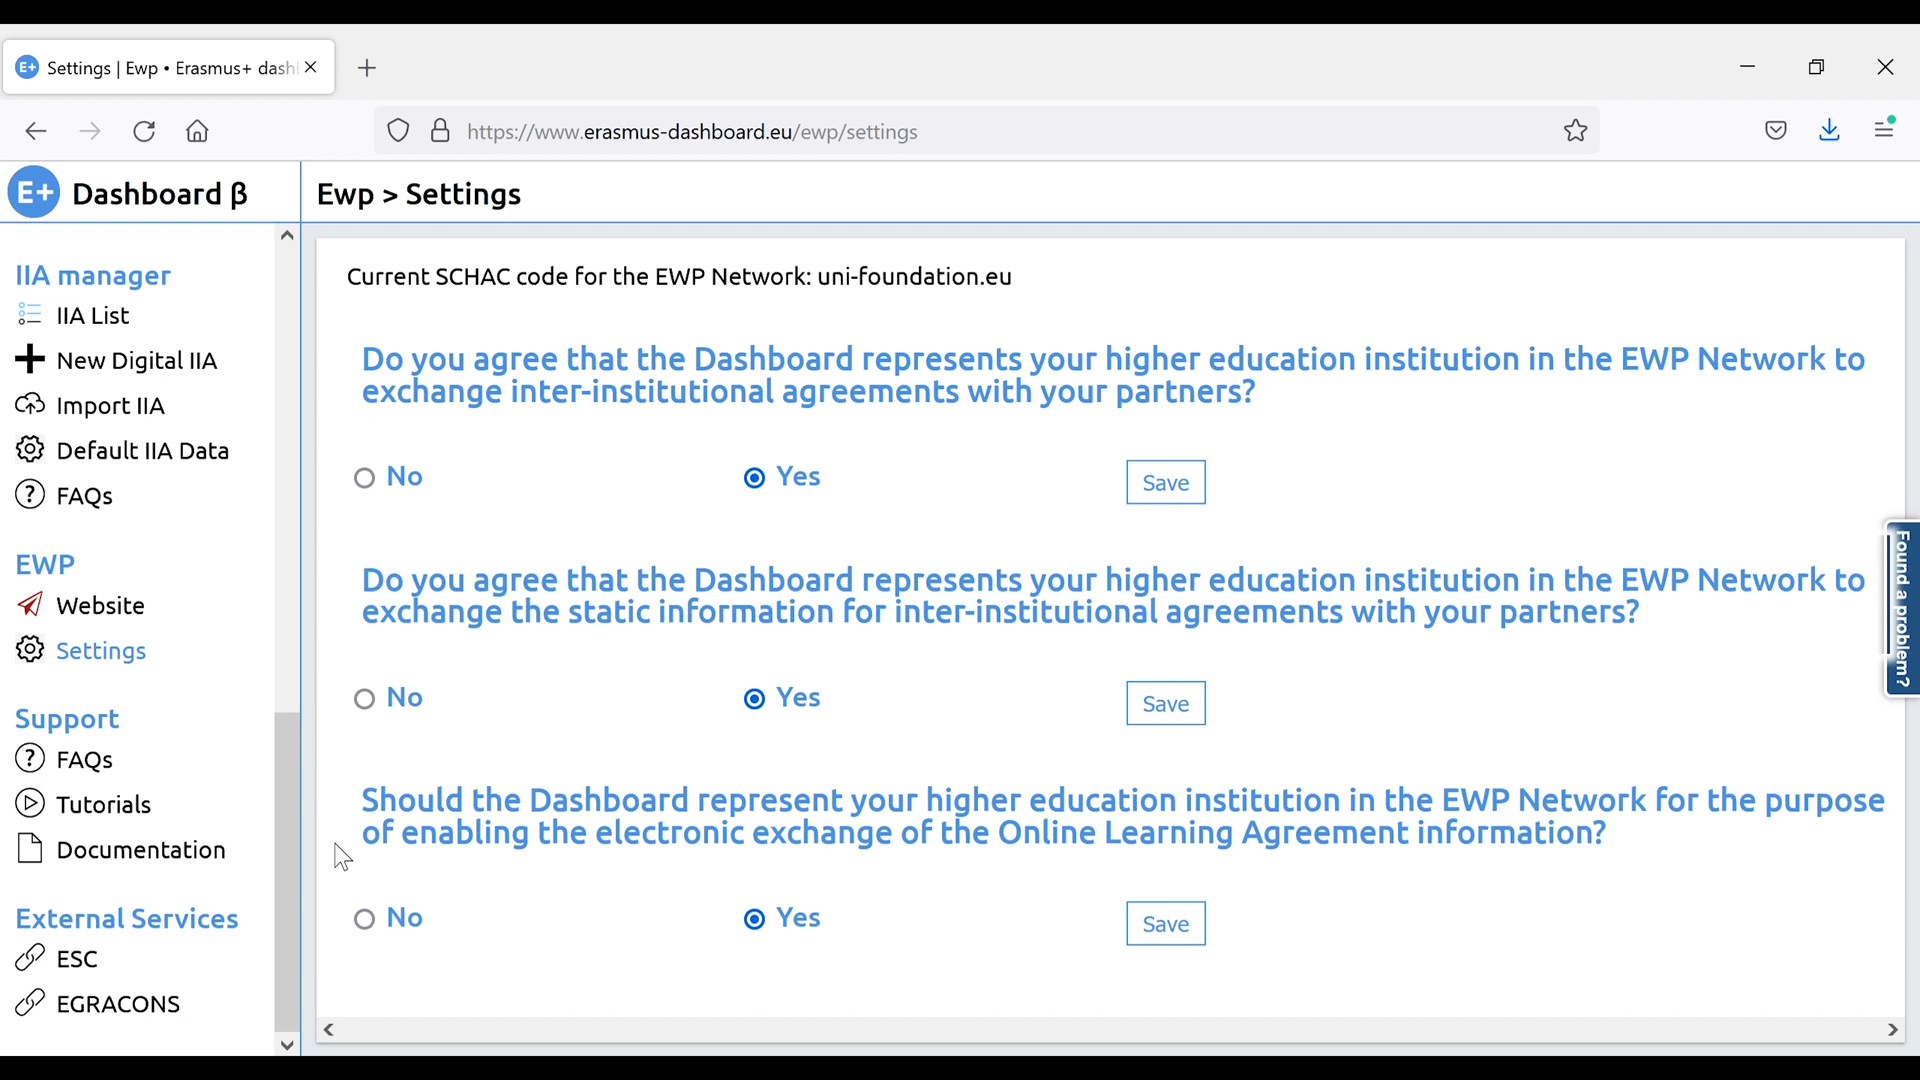 E+ Settings | Ewp • Erasmus+ dash
https://www.erasmus-dashboard.eu/ewp/settings
E+ Dashboard β
Ewp > Settings
IIA manager
IIA List
New Digital IIA
Import IIA
Default IIA Data
? FAQs
EWP
Website
Settings
Support
? FAQs
Tutorials
Documentation
External Services
ESC
EGRACONS
Current SCHAC code for the EWP Network: uni-foundation.eu
Do you agree that the Dashboard represents your higher education institution in the EWP Network to
exchange inter-institutional agreements with your partners?
No Yes Save
Do you agree that the Dashboard represents your higher education institution in the EWP Network to
exchange the static information for inter-institutional agreements with your partners?
No Yes Save
Should the Dashboard represent your higher education institution in the EWP Network for the purpose
of enabling the electronic exchange of the Online Learning Agreement information?
No Yes Save
Found a problem?